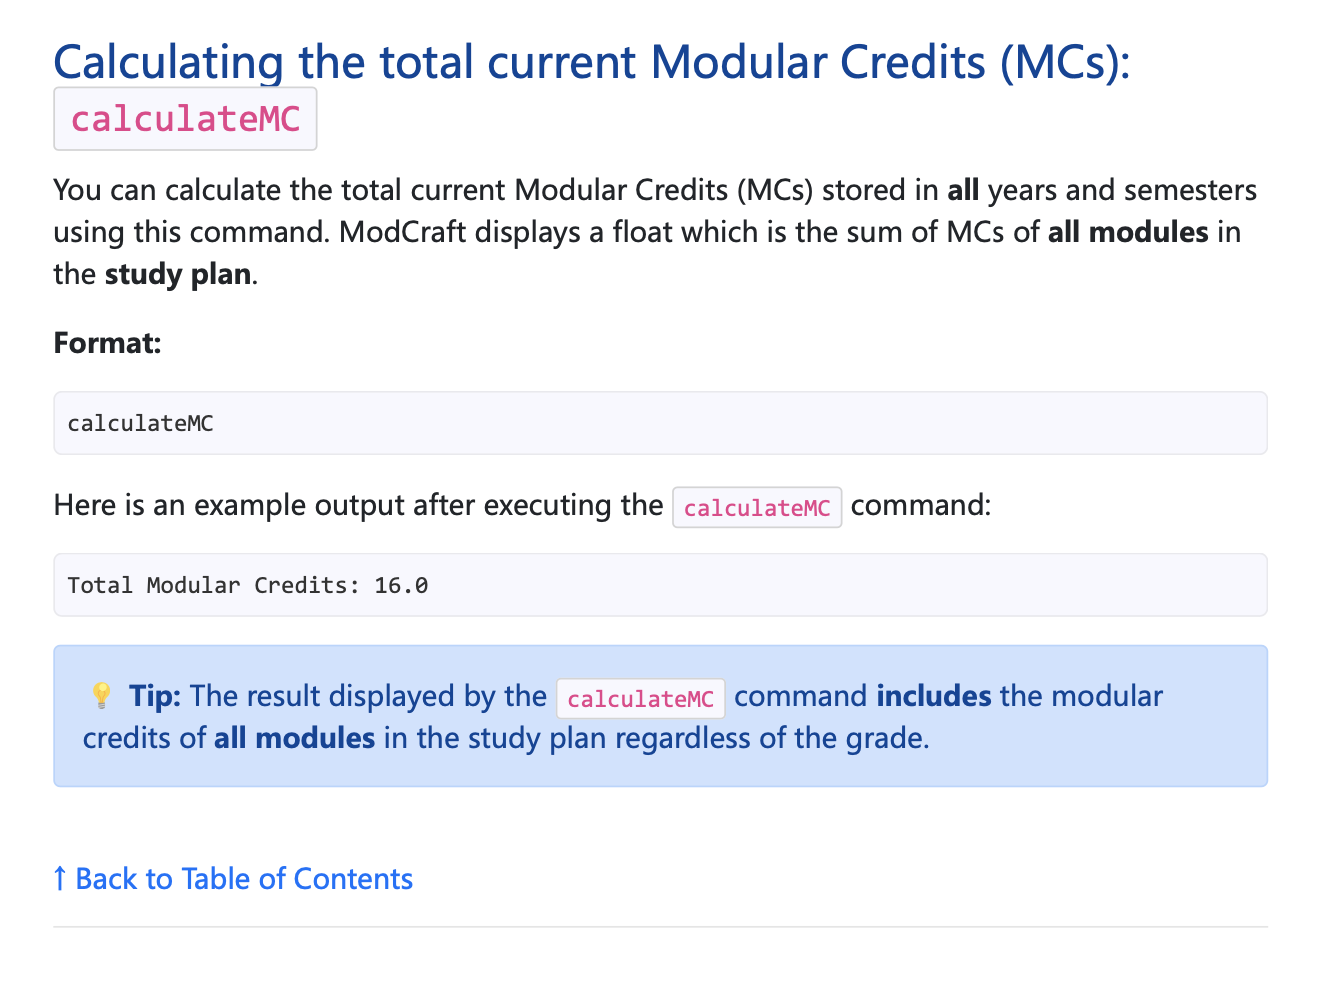 Calculating the total current Modular Credits (MCs):
calculateMC
You can calculate the total current Modular Credits (MCs) stored in all years and semesters
using this command. ModCraft displays a float which is the sum of MCs of all modules in
the study plan.
Format:
calculateMC
Here is an example output after executing the calculateMC command:
Total Modular Credits: 16.0
💡 Tip: The result displayed by the calculateMC command includes the modular
credits of all modules in the study plan regardless of the grade.
↑ Back to Table of Contents